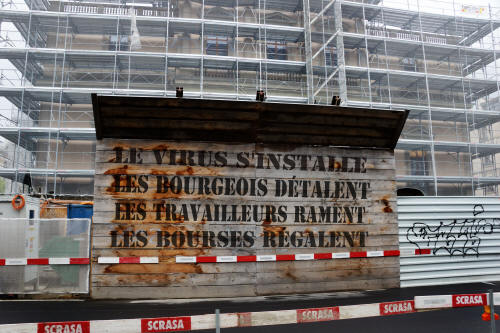 LE VIRUS S'INSTALLE
LES BOURGEOIS DÉTALENT
LES TRAVAILLEURS RAMENT
LES BOURSES RÉGALENT
SCRASA
SCRASA
SCRASA
SCRASA
SCRASA